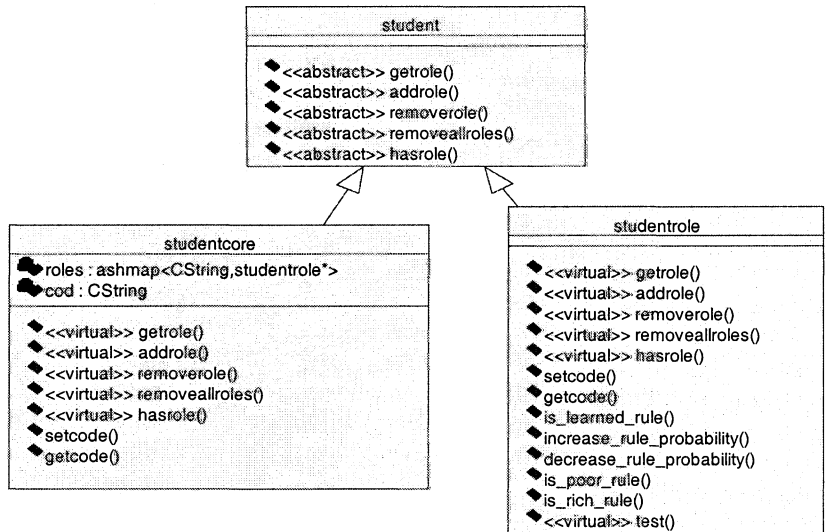 student
<<abstract>> getrole()
<<abstract>> addrole()
<<abstract>> removerole()
<<abstract>> removeallroles()
<<abstract>> hasrole()
studentcore
roles : ashmap<CString,studentrole*>
cod : CString
<<virtual>> getrole()
<<virtual>> addrole()
<<virtual>> removerole()
<<virtual>> removeallroles()
<<virtual>> hasrole()
setcode()
getcode()
studentrole
<<virtual>> getrole()
<<virtual>> addrole()
<<virtual>> removerole()
<<virtual>> removeallroles()
<<virtual>> hasrole()
setcode()
getcode()
is_learned_rule()
increase_rule_probability()
decrease_rule_probability()
is_poor_rule()
is_rich_rule()
<<virtual>> test()